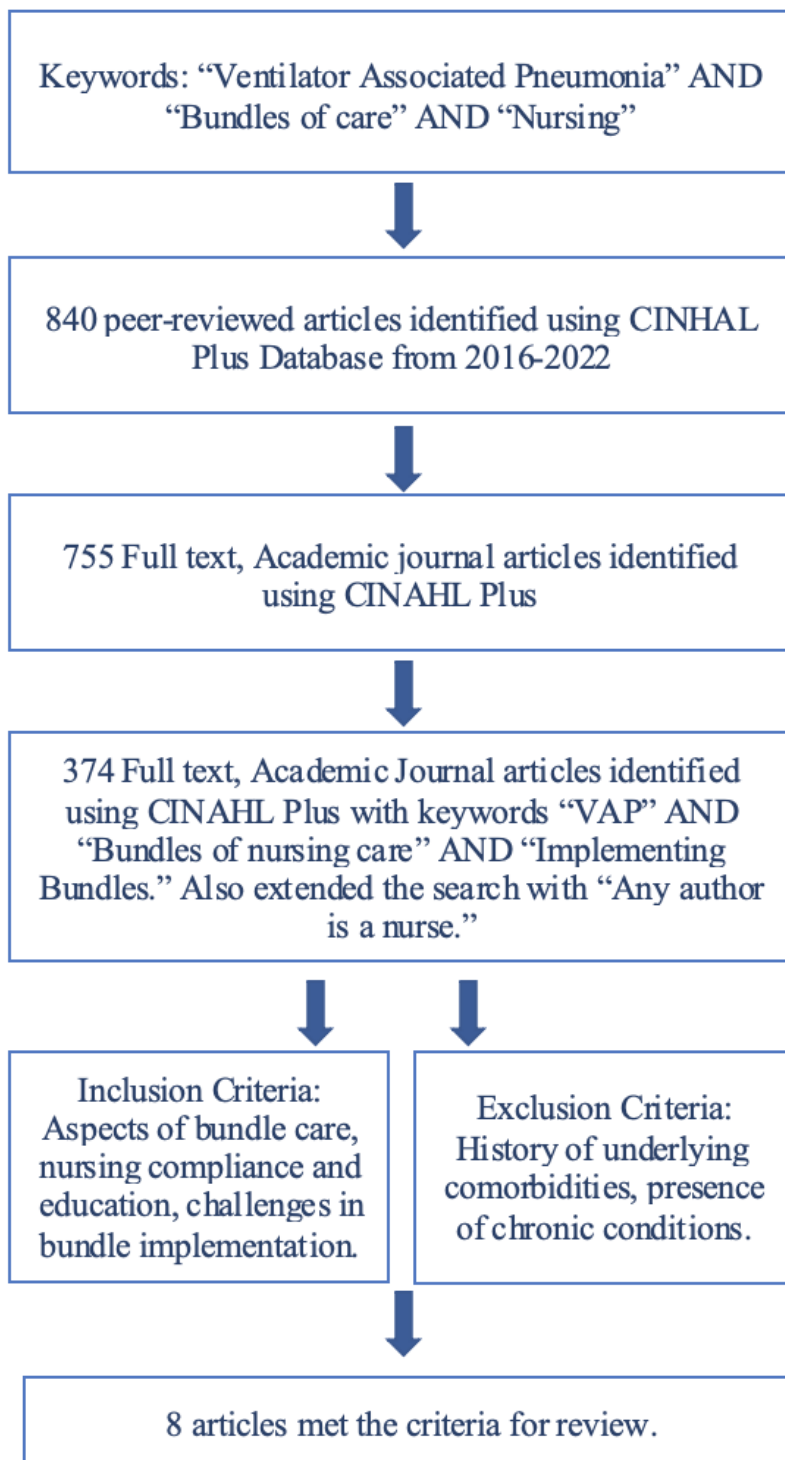 Keywords: “Ventilator Associated Pneumonia” AND
“Bundles of care” AND “Nursing”
840 peer-reviewed articles identified using CINHAL
Plus Database from 2016-2022
755 Full text, Academic journal articles identified
using CINAHL Plus
374 Full text, Academic Journal articles identified
using CINAHL Plus with keywords “VAP” AND
“Bundles of nursing care” AND “Implementing
Bundles.” Also extended the search with “Any author
is a nurse.”
Inclusion Criteria:
Aspects of bundle care,
nursing compliance and
education, challenges in
bundle implementation.
Exclusion Criteria:
History of underlying
comorbidities, presence
of chronic conditions.
8 articles met the criteria for review.